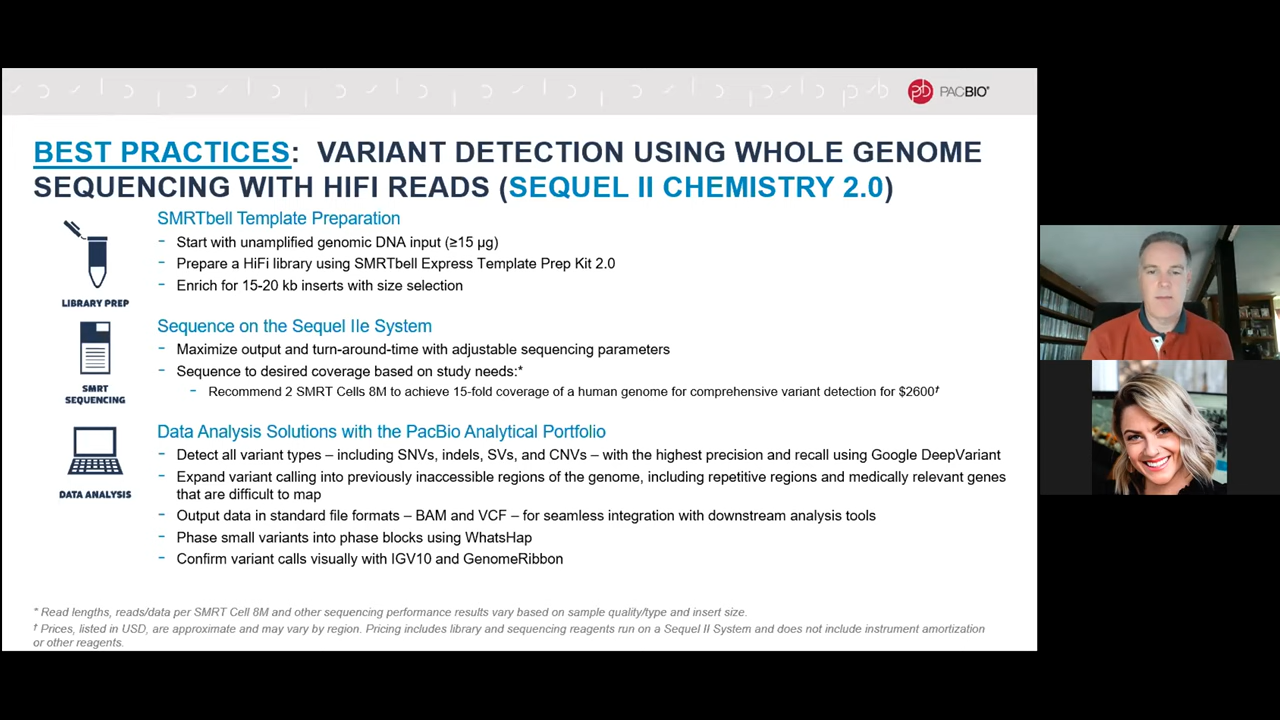 PACBIO®
BEST PRACTICES: VARIANT DETECTION USING WHOLE GENOME
SEQUENCING WITH HIFI READS (SEQUEL II CHEMISTRY 2.0)
SMRTbell Template Preparation
- Start with unamplified genomic DNA input (≥15 µg)
- Prepare a HiFi library using SMRTbell Express Template Prep Kit 2.0
- Enrich for 15-20 kb inserts with size selection
LIBRARY PREP
Sequence on the Sequel IIe System
- Maximize output and turn-around-time with adjustable sequencing parameters
- Sequence to desired coverage based on study needs:*
- Recommend 2 SMRT Cells 8M to achieve 15-fold coverage of a human genome for comprehensive variant detection for $2600†
SMRT
SEQUENCING
Data Analysis Solutions with the PacBio Analytical Portfolio
- Detect all variant types – including SNVs, indels, SVs, and CNVs – with the highest precision and recall using Google DeepVariant
- Expand variant calling into previously inaccessible regions of the genome, including repetitive regions and medically relevant genes
that are difficult to map
- Output data in standard file formats – BAM and VCF – for seamless integration with downstream analysis tools
- Phase small variants into phase blocks using WhatsHap
- Confirm variant calls visually with IGV10 and GenomeRibbon
DATA ANALYSIS
* Read lengths, reads/data per SMRT Cell 8M and other sequencing performance results vary based on sample quality/type and insert size.
† Prices, listed in USD, are approximate and may vary by region. Pricing includes library and sequencing reagents run on a Sequel II System and does not include instrument amortization
or other reagents.